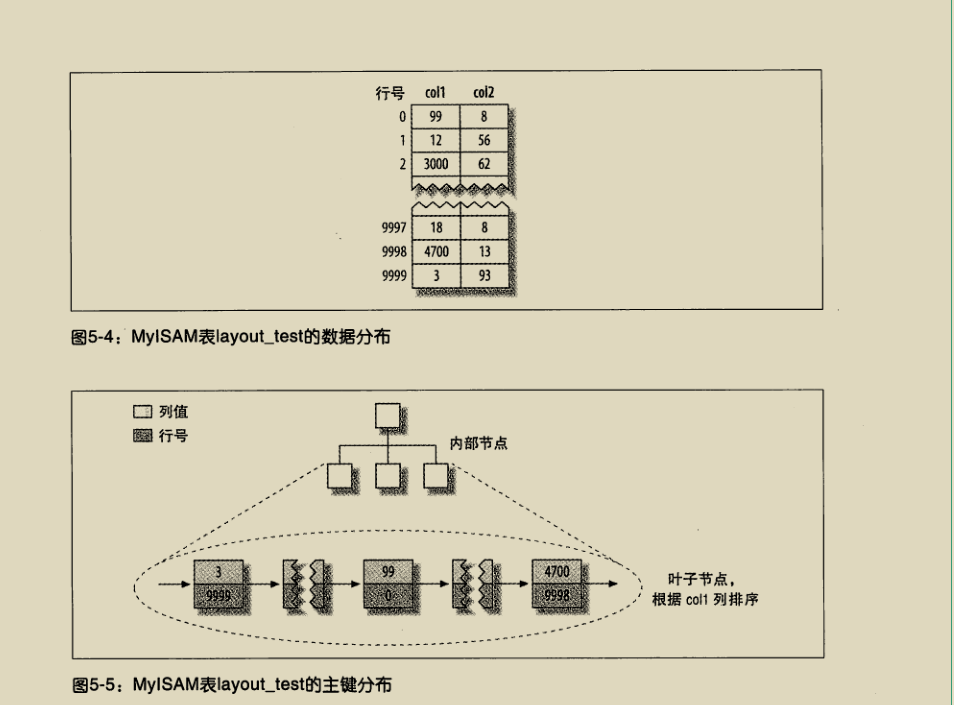 行号 col1 col2
0 99 8
1 12 56
2 3000 62
9997 18 8
9998 4700 13
9999 3 93
图5-4：MyISAM表layout_test的数据分布
列值
行号
内部节点
3 99 4700
9999 0 9998
叶子节点，
根据 col1 列排序
图5-5：MyISAM表layout_test的主键分布